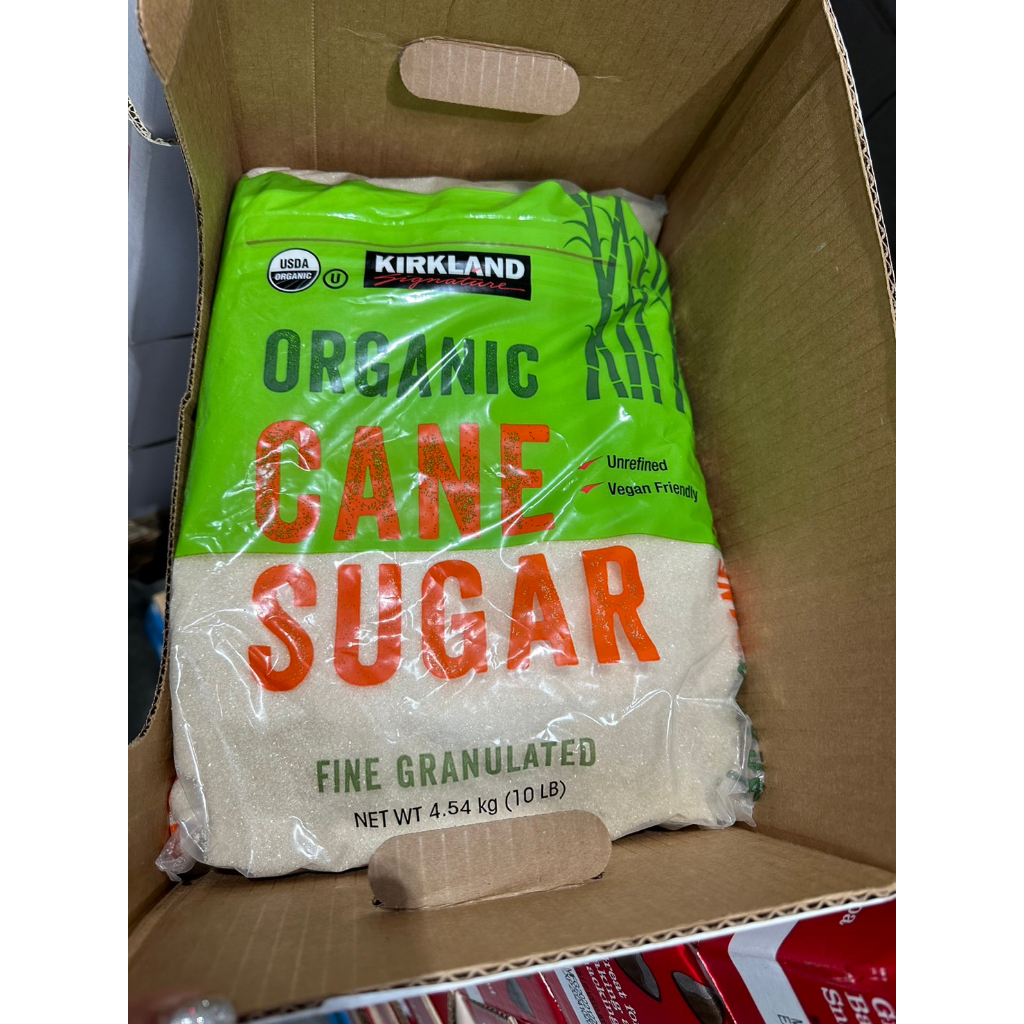 USDA
ORGANIC
U
KIRKLAND
Signature
ORGANIC
CANE
SUGAR
Unrefined
Vegan Friendly
FINE GRANULATED
NET WT 4.54 kg (10 LB)